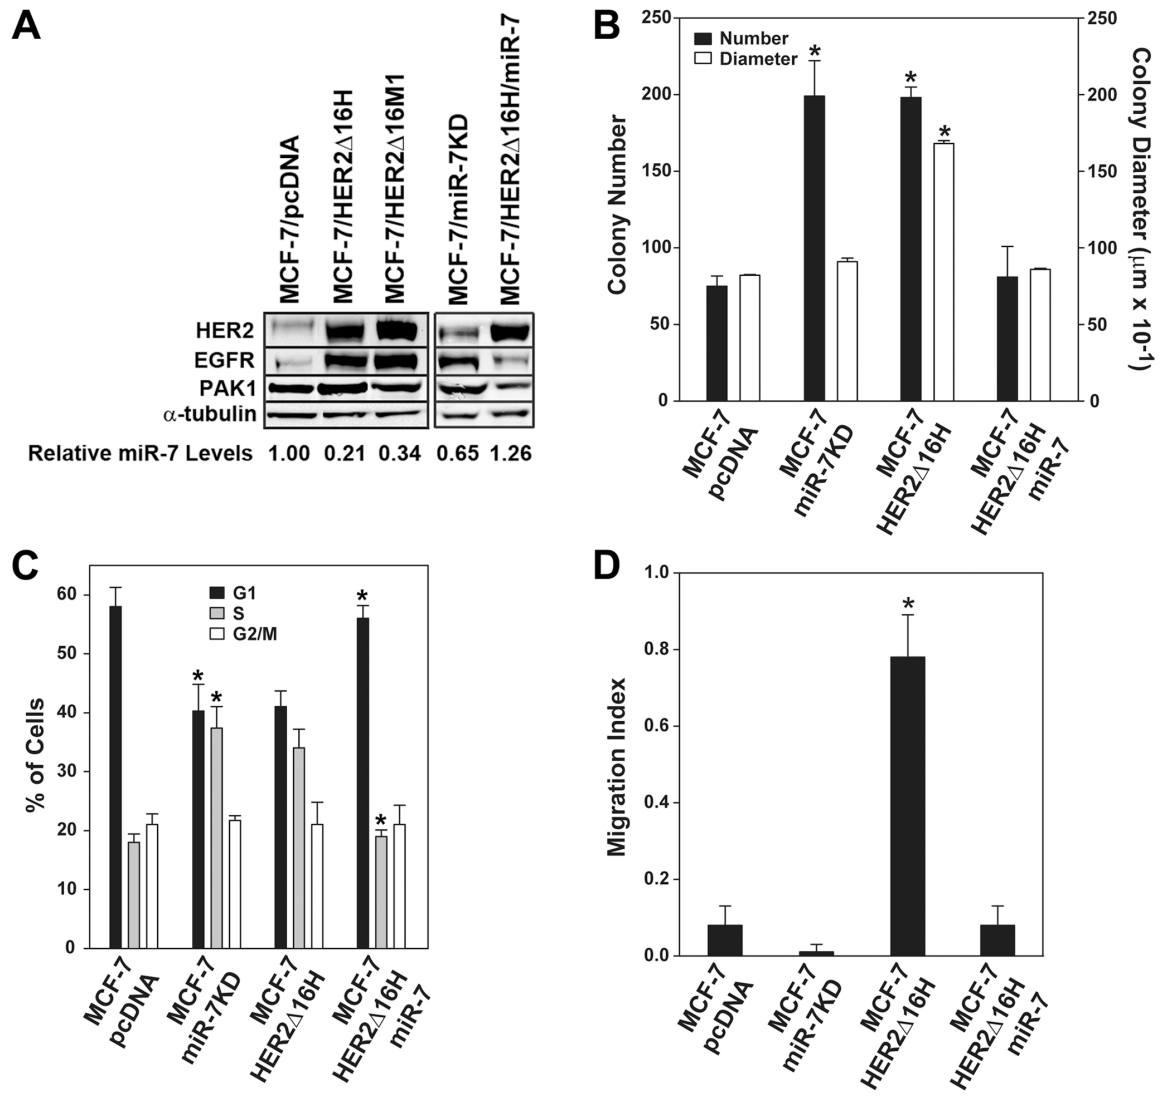 A
MCF-7/pcDNA
MCF-7/HER2Δ16H
MCF-7/HER2Δ16M1
MCF-7/miR-7KD
MCF-7/HER2Δ16H/miR-7
HER2
EGFR
PAK1
α-tubulin
Relative miR-7 Levels 1.00 0.21 0.34 0.65 1.26
B
Number
Diameter
Colony Number
250
200
150
100
50
0
*
*
*
250
200
150
100
50
0
Colony Diameter (μm x 10-1)
MCF-7
pcDNA
MCF-7
miR-7KD
MCF-7
HER2Δ16H
MCF-7
HER2Δ16H
miR-7
C
G1
S
G2/M
% of Cells
60
50
40
30
20
10
0
*
*
*
*
MCF-7
pcDNA
MCF-7
miR-7KD
MCF-7
HER2Δ16H
MCF-7
HER2Δ16H
miR-7
D
Migration Index
1.0
0.8
0.6
0.4
0.2
0.0
*
MCF-7
pcDNA
MCF-7
miR-7KD
MCF-7
HER2Δ16H
MCF-7
HER2Δ16H
miR-7